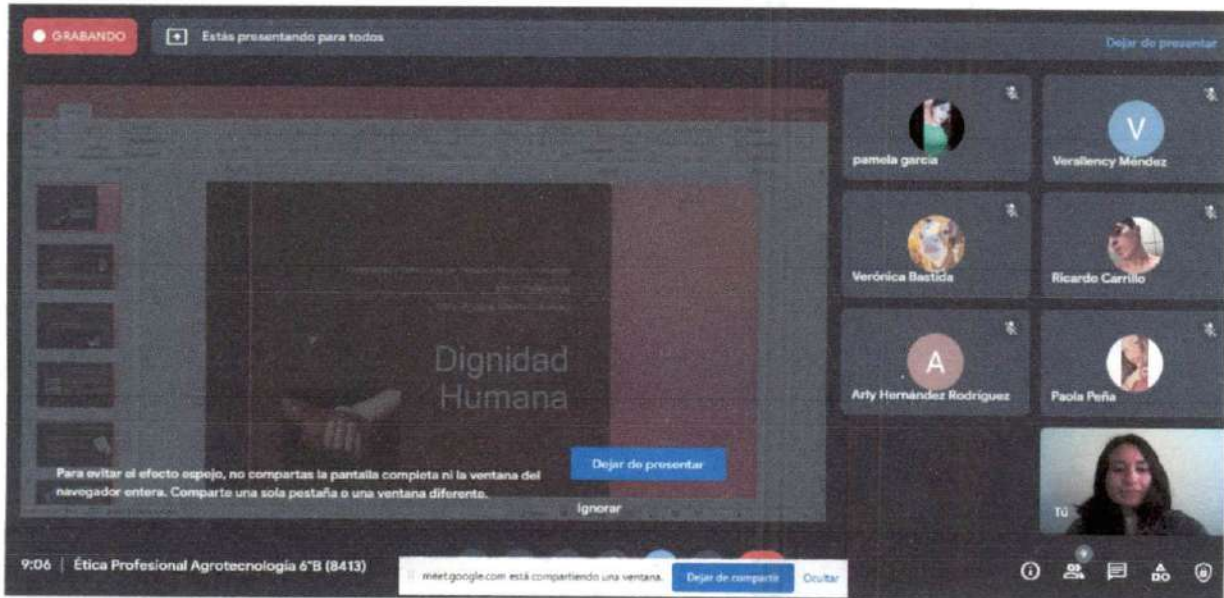 GRABANDO
Estás presentando para todos
Dejar de presentar
pamela garcia
V
Verallency Méndez
Verónica Bastida
Ricardo Carrillo
A
Arly Hernández Rodríguez
Paola Peña
Dignidad
Humana
Para evitar el efecto espejo, no compartas la pantalla completa ni la ventana del
navegador entera. Comparte una sola pestaña o una ventana diferente.
Dejar de presentar
Ignorar
Tú
9:06 | Ética Profesional Agrotecnología 6°B (8413)
meet.google.com está compartiendo una ventana.
Dejar de compartir
Ocultar
9